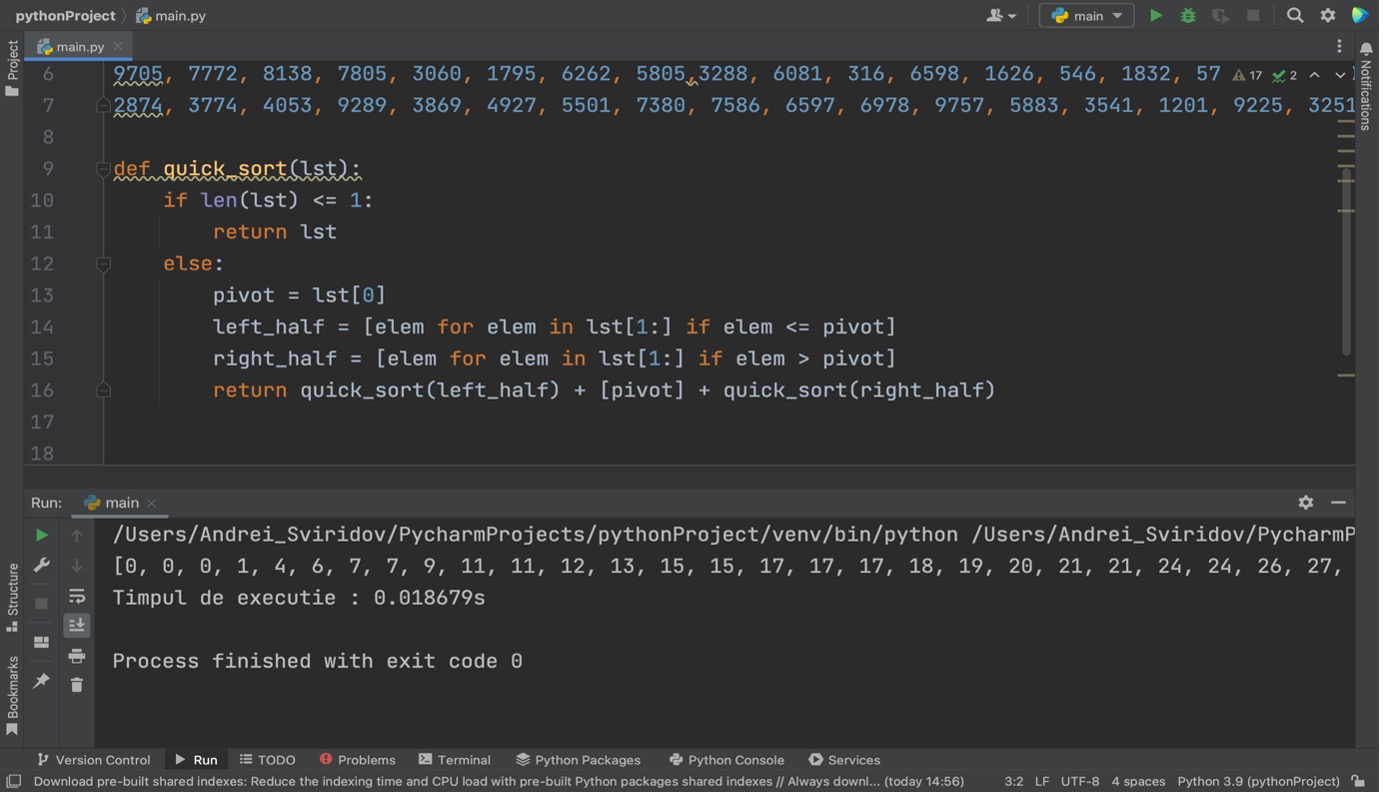 pythonProject main.py main
Project
main.py
6 9705, 7772, 8138, 7805, 3060, 1795, 6262, 5805,3288, 6081, 316, 6598, 1626, 546, 1832, 57 17 2
7 2874, 3774, 4053, 9289, 3869, 4927, 5501, 7380, 7586, 6597, 6978, 9757, 5883, 3541, 1201, 9225, 3251
Notifications
8
9 def quick_sort(lst):
10 if len(lst) <= 1:
11 return lst
12 else:
13 pivot = lst[0]
14 left_half = [elem for elem in lst[1:] if elem <= pivot]
15 right_half = [elem for elem in lst[1:] if elem > pivot]
16 return quick_sort(left_half) + [pivot] + quick_sort(right_half)
17
18
Run: main
/Users/Andrei_Sviridov/PycharmProjects/pythonProject/venv/bin/python /Users/Andrei_Sviridov/PycharmP
[0, 0, 0, 1, 4, 6, 7, 7, 9, 11, 11, 12, 13, 15, 15, 17, 17, 17, 18, 19, 20, 21, 21, 24, 24, 26, 27,
Timpul de executie : 0.018679s
Process finished with exit code 0
Structure
Bookmarks
Version Control Run TODO Problems Terminal Python Packages Python Console Services
Download pre-built shared indexes: Reduce the indexing time and CPU load with pre-built Python packages shared indexes // Always downl... (today 14:56) 3:2 LF UTF-8 4 spaces Python 3.9 (pythonProject)